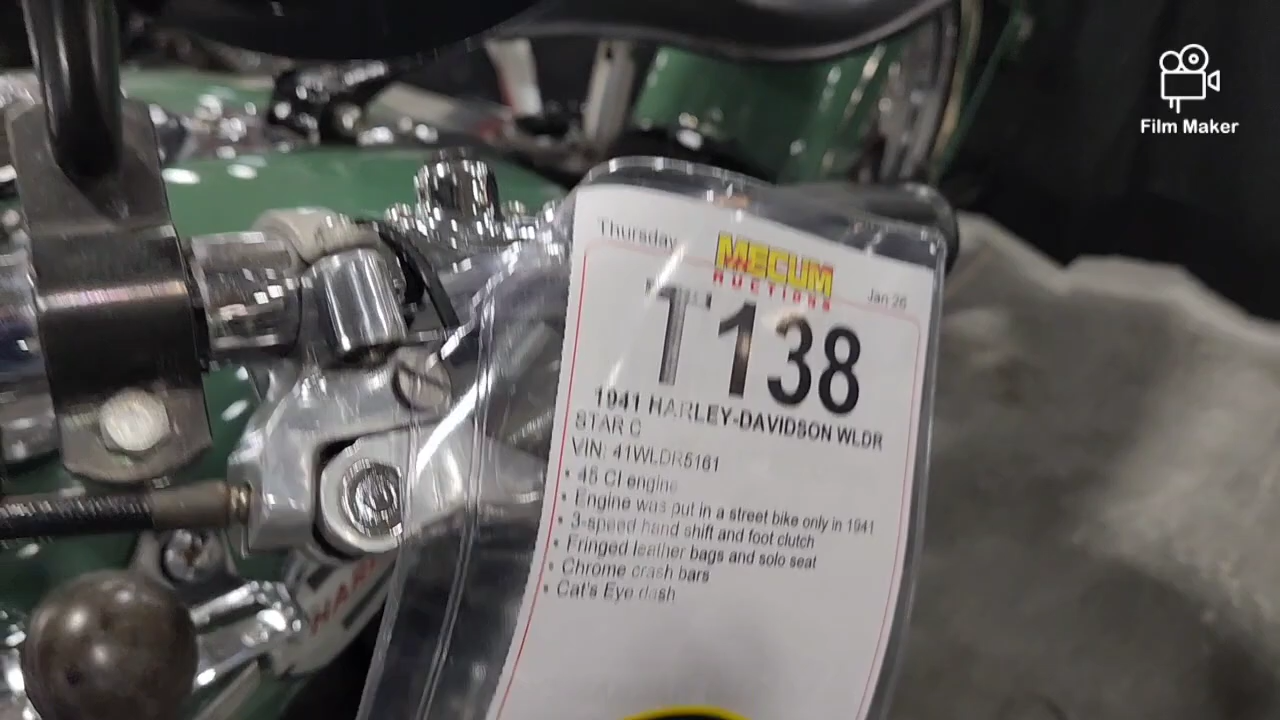 Film Maker
Thursday
MECUM
AUCTIONS
Jan 26
T138
1941 HARLEY-DAVIDSON WLDR
STAR C
VIN: 41WLDR5161
• 45 CI engine
• Engine was put in a street bike only in 1941
• 3-speed hand shift and foot clutch
• Fringed leather bags and solo seat
• Chrome crash bars
• Cat's Eye dash
HAR